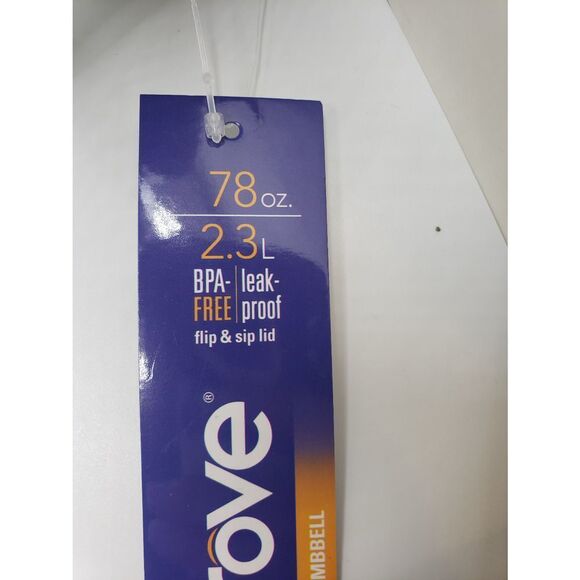 78 oz.
2.3L
BPA- leak-
FREE proof
flip & sip lid
rove®
MBBELL